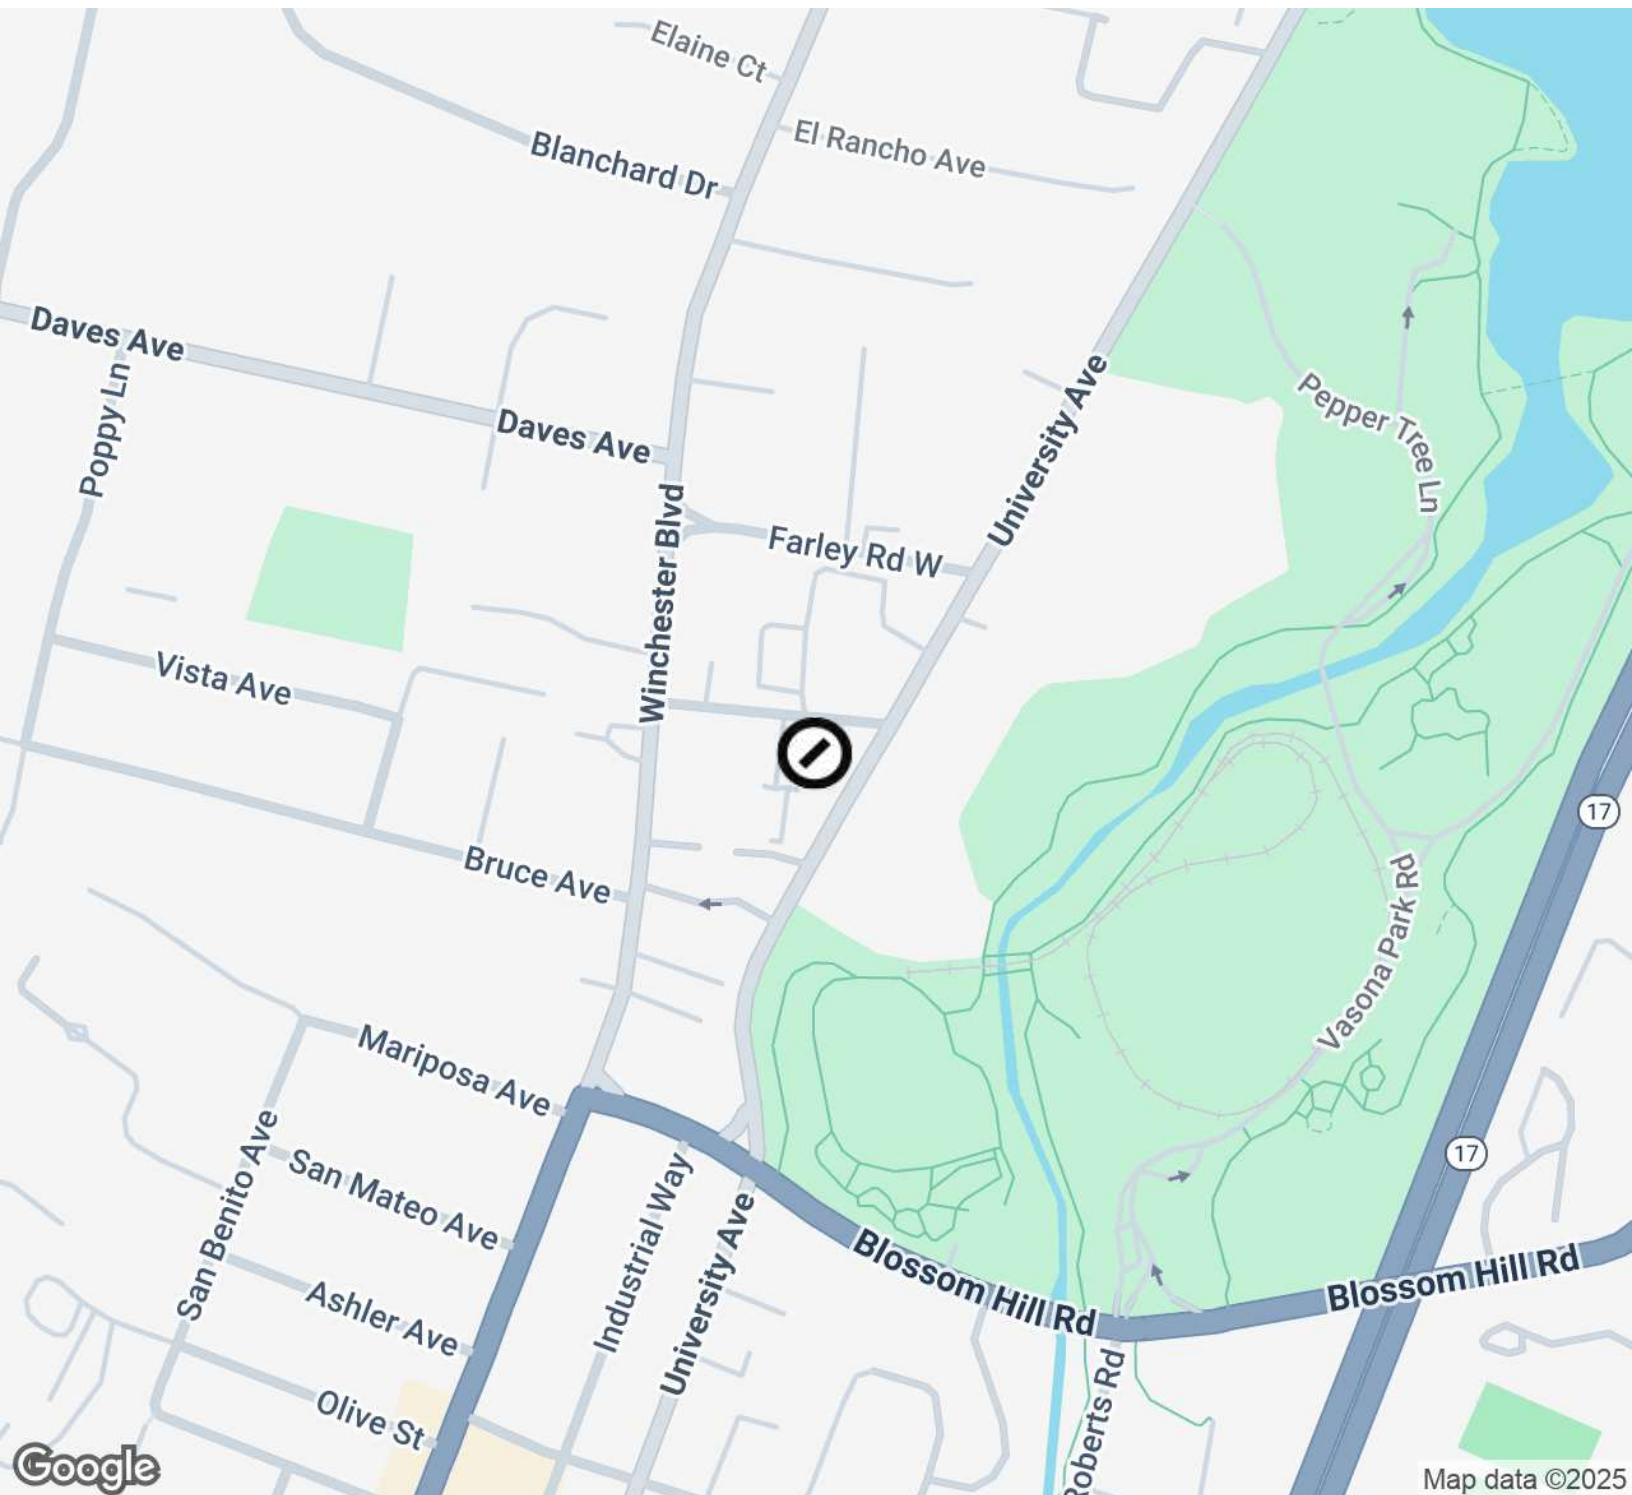 Elaine Ct
El Rancho Ave
Blanchard Dr
Daves Ave
Poppy Ln
Daves Ave
University Ave
Pepper Tree Ln
Winchester Blvd
Farley Rd W
Vista Ave
17
Bruce Ave
Vasona Park Rd
Mariposa Ave
17
San Benito Ave
San Mateo Ave
Industrial Way
University Ave
Blossom Hill Rd
Blossom Hill Rd
Ashler Ave
Olive St
Roberts Rd
Google
Map data ©2025